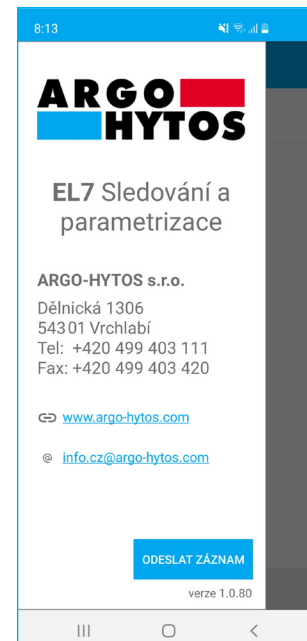 8:13
ARGO
HYTOS
EL7 Sledování a
parametrizace
ARGO-HYTOS s.r.o.
Dělnická 1306
543 01 Vrchlabí
Tel: +420 499 403 111
Fax: +420 499 403 420
www.argo-hytos.com
@ info.cz@argo-hytos.com
ODESLAT ZÁZNAM
verze 1.0.80